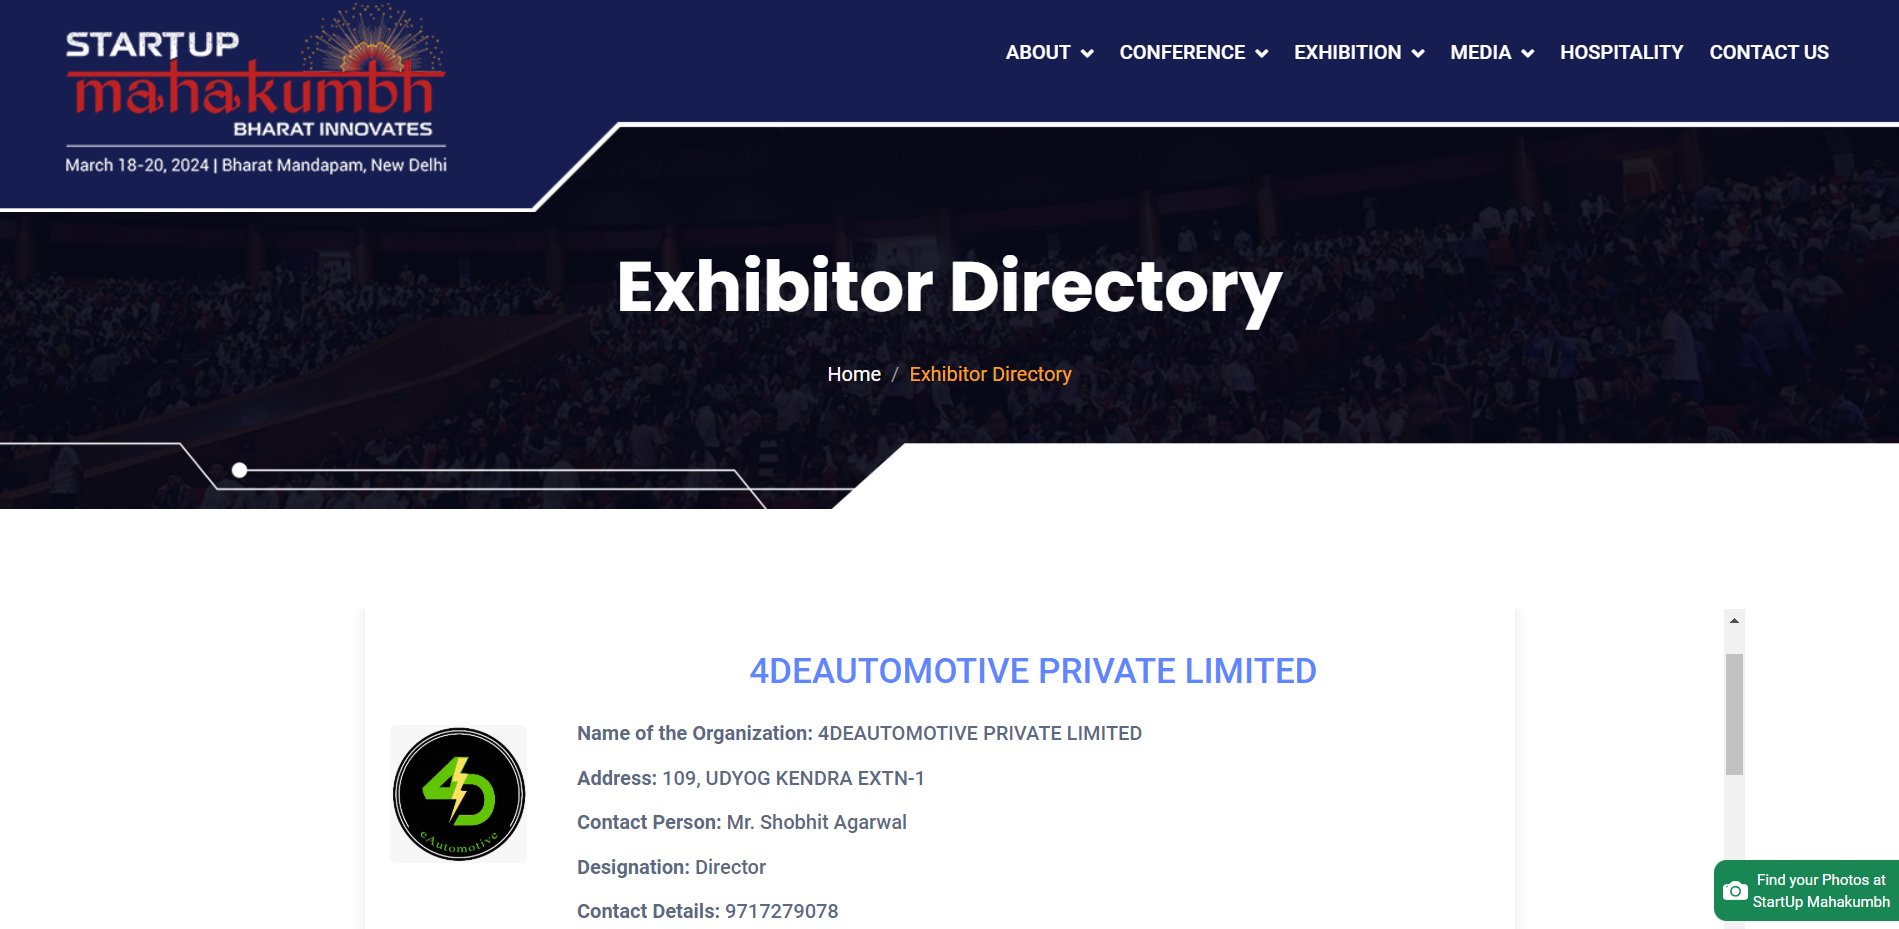 STARTUP
mahakumbh
BHARAT INNOVATES
March 18-20, 2024 | Bharat Mandapam, New Delhi
ABOUT CONFERENCE EXHIBITION MEDIA HOSPITALITY CONTACT US
Exhibitor Directory
Home / Exhibitor Directory
4DEAUTOMOTIVE PRIVATE LIMITED
4D
eAutomotive
Name of the Organization: 4DEAUTOMOTIVE PRIVATE LIMITED
Address: 109, UDYOG KENDRA EXTN-1
Contact Person: Mr. Shobhit Agarwal
Designation: Director
Contact Details: 9717279078
Find your Photos at
StartUp Mahakumbh